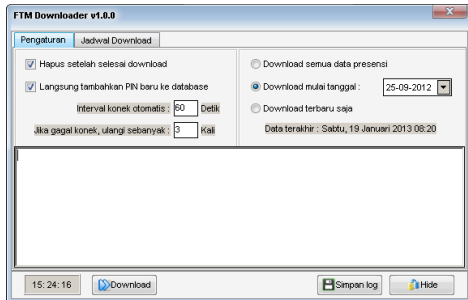 FTM Downloader v1.0.0
Pengaturan
Jadwal Download
Hapus setelah selesai download
Langsung tambahkan PIN baru ke database
Interval konek otomatis : 60 Detik
Jika gagal konek, ulangi sebanyak : 3 Kali
Download semua data presensi
Download mulai tanggal : 25-09-2012
Download terbaru saja
Data terakhir : Sabtu, 19 Januari 2013 08:20
15:24:16
Download
Simpan log
Hide